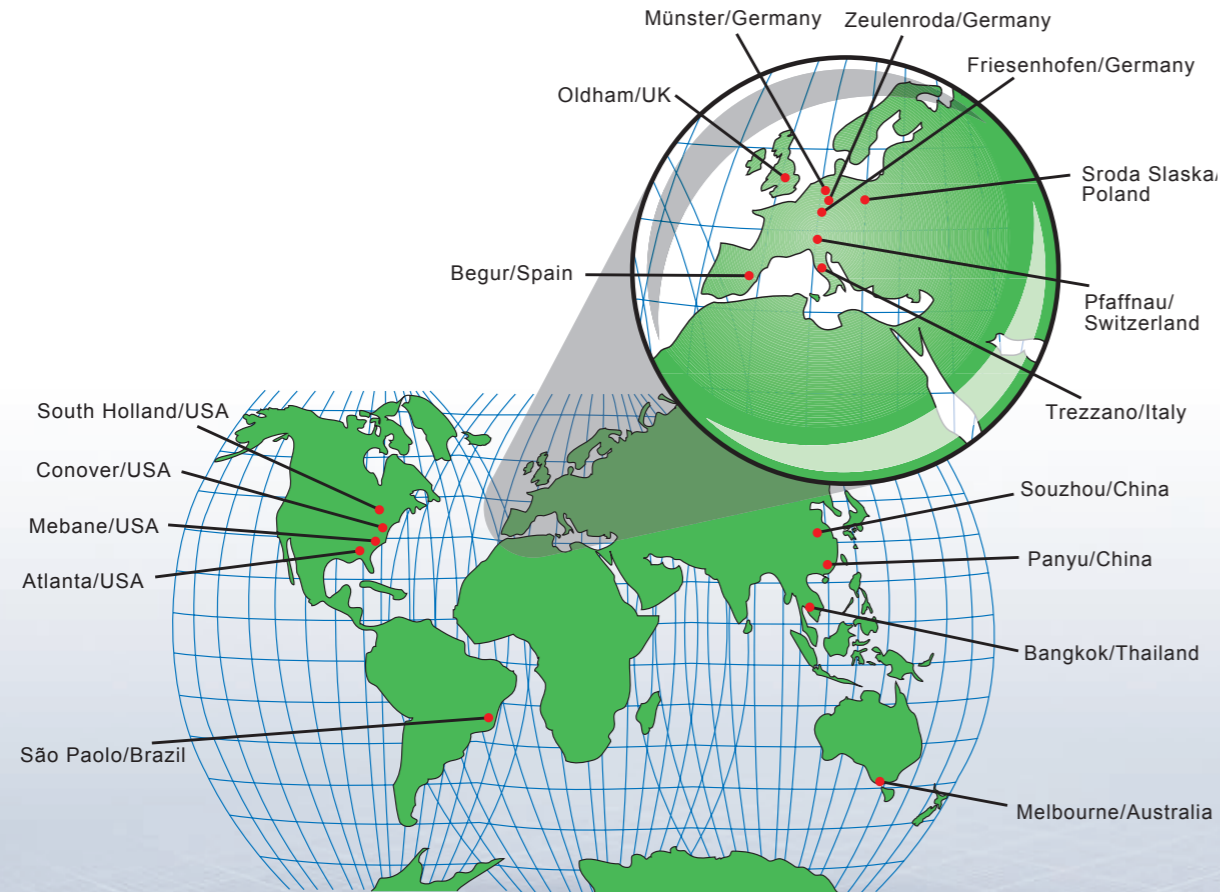 Münster/Germany
Zeulenroda/Germany
Friesenhofen/Germany
Oldham/UK
Sroda Slaska/
Poland
Begur/Spain
Pfaffnau/
Switzerland
Trezzano/Italy
South Holland/USA
Conover/USA
Mebane/USA
Atlanta/USA
Souzhou/China
Panyu/China
Bangkok/Thailand
São Paolo/Brazil
Melbourne/Australia